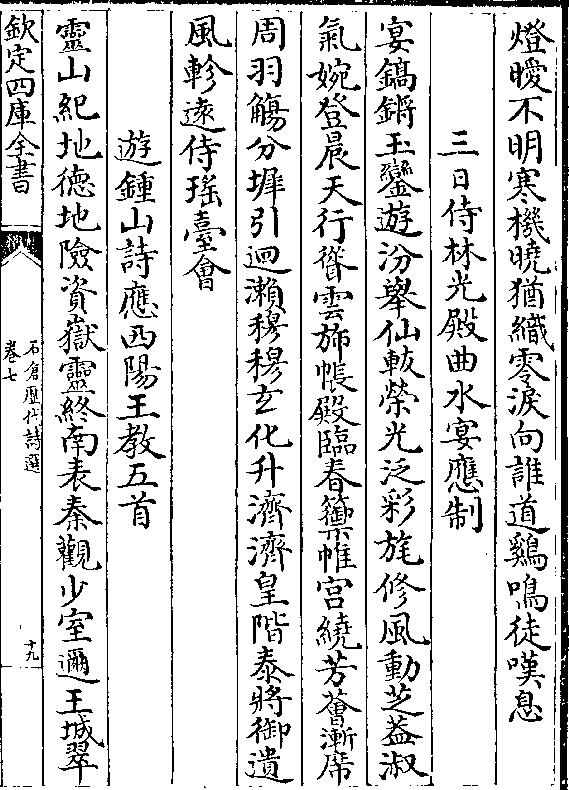 燈曖不明寒機曉猶織零淚向誰道鷄鳴徒嘆息
三日侍林光殿曲水宴應制
宴鎬鏘玉鑾遊汾舉仙軷榮光泛彩旄修風動芝葢淑
氣婉登晨天行聳雲斾帳殿臨春籞帷宮繞芳薈漸席
周羽觴分墀引迴瀨穆穆玄化升濟濟皇階泰將御遺
風軫遠侍瑤臺會
遊鍾山詩應西陽王教五首
靈山紀地德地險資嶽靈終南表秦觀少室邇王城翠
欽定四庫全書
石倉歷代詩選
卷七
十九